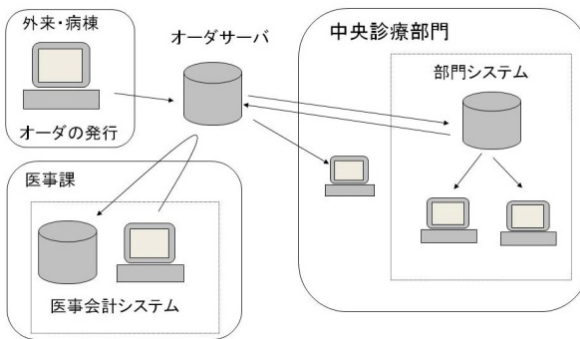 外来・病棟
オーダの発行
オーダサーバ
中央診療部門
部門システム
医事課
医事会計システム